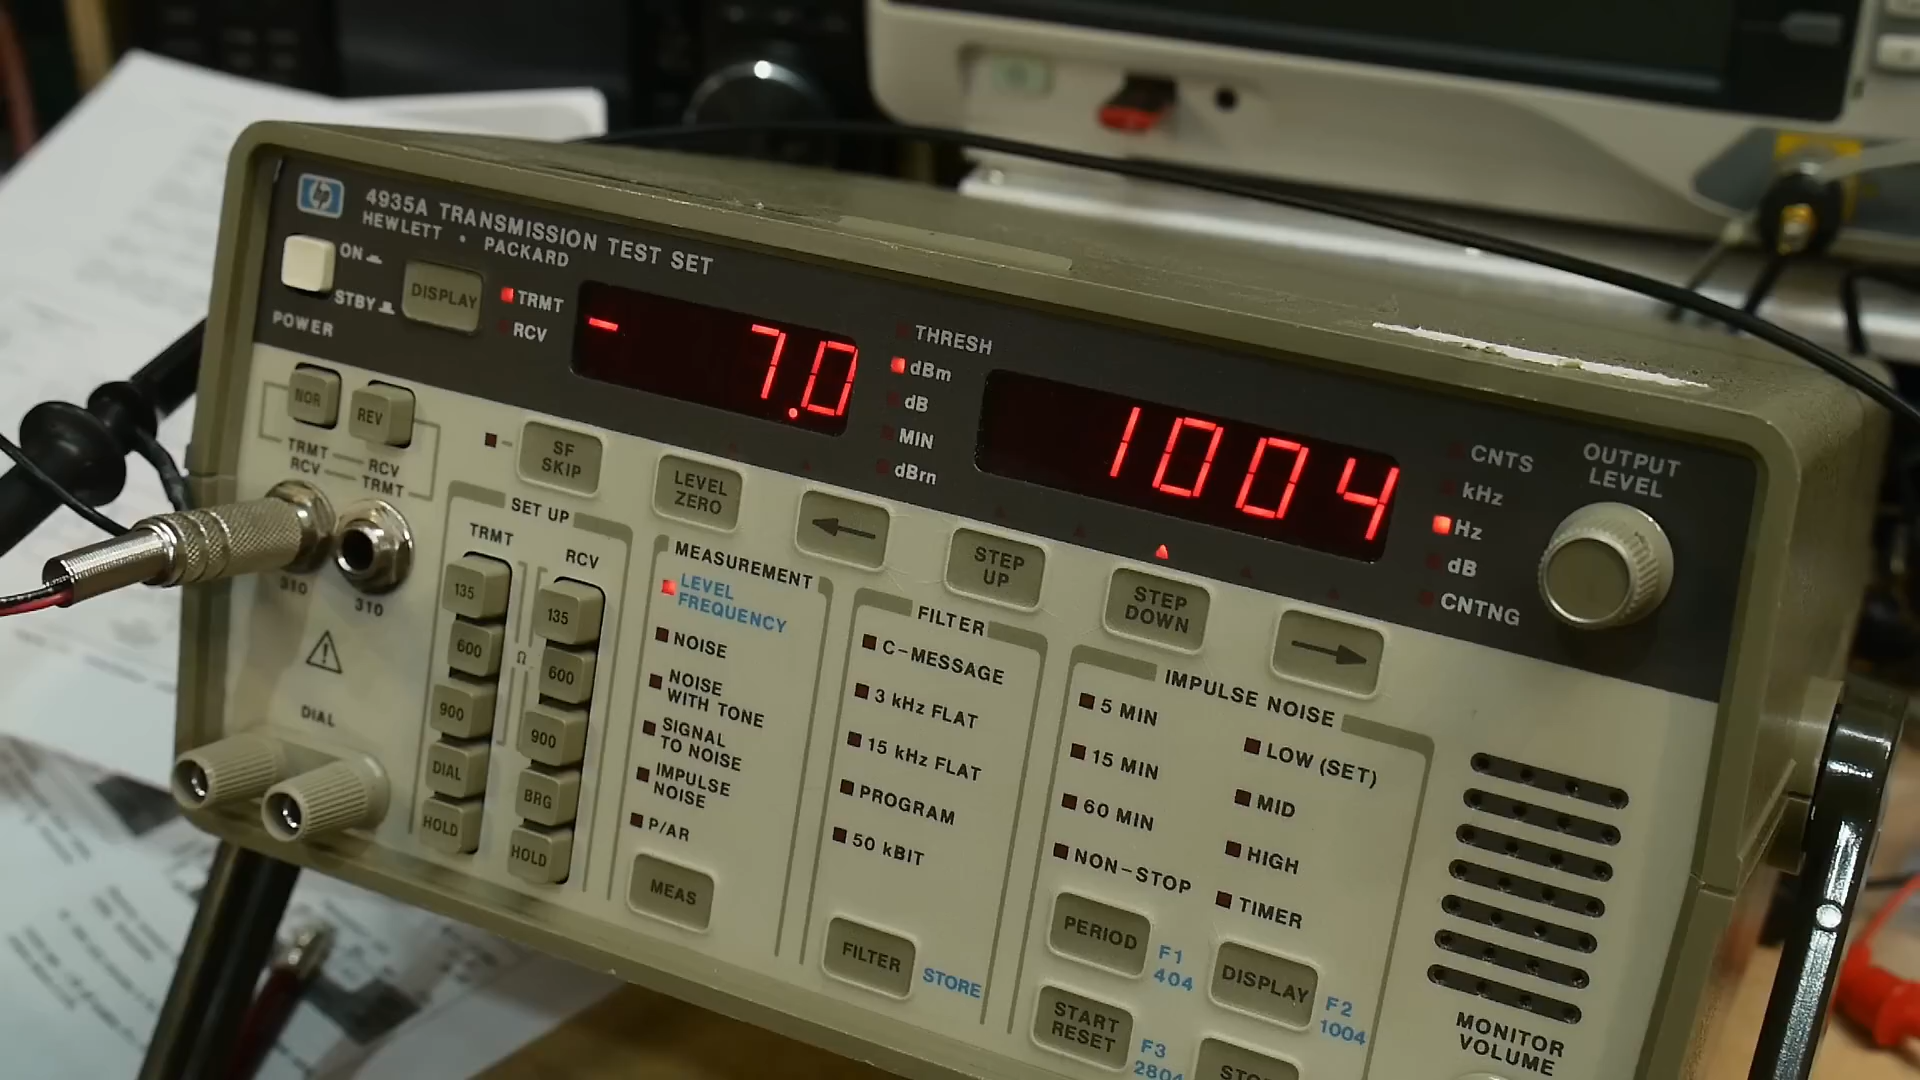 hp
4935A TRANSMISSION TEST SET
HEWLETT • PACKARD
ON
STBY
POWER
DISPLAY
TRMT
RCV
- 7.0
THRESH
dBm
dB
MIN
dBrn
1004
CNTS
kHz
Hz
dB
CNTNG
OUTPUT
LEVEL
NOR
REV
TRMT
RCV
RCV
TRMT
310
310
DIAL
SF
SKIP
LEVEL
ZERO
STEP
UP
STEP
DOWN
SET UP
TRMT
RCV
135
600
900
DIAL
HOLD
Ω
135
600
900
BRG
HOLD
MEASUREMENT
LEVEL
FREQUENCY
NOISE
NOISE
WITH TONE
SIGNAL
TO NOISE
IMPULSE
NOISE
P/AR
MEAS
FILTER
C-MESSAGE
3 kHz FLAT
15 kHz FLAT
PROGRAM
50 kBIT
FILTER
STORE
IMPULSE NOISE
5 MIN
15 MIN
60 MIN
NON-STOP
LOW (SET)
MID
HIGH
TIMER
PERIOD
F1
404
DISPLAY
F2
1004
START
RESET
F3
2804
MONITOR
VOLUME